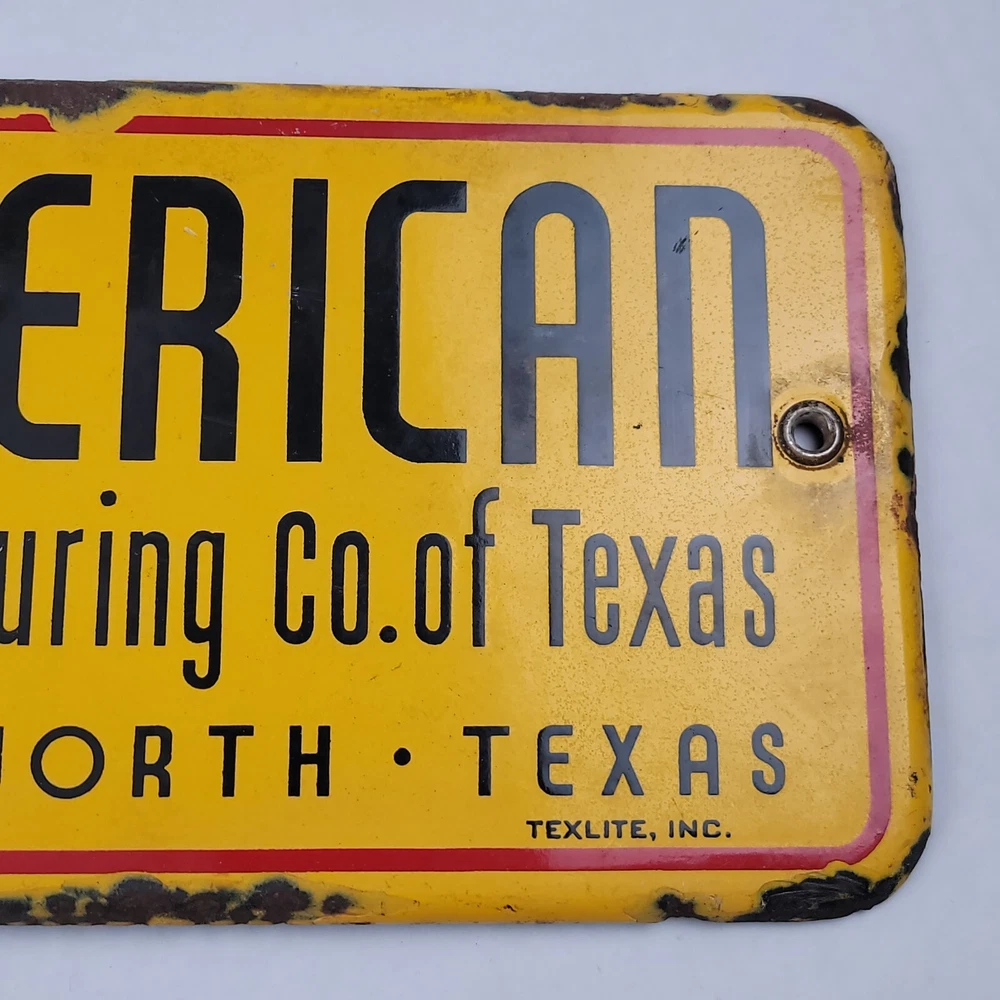 ERICAN
uring Co. of Texas
ORTH · TEXAS
TEXLITE, INC.